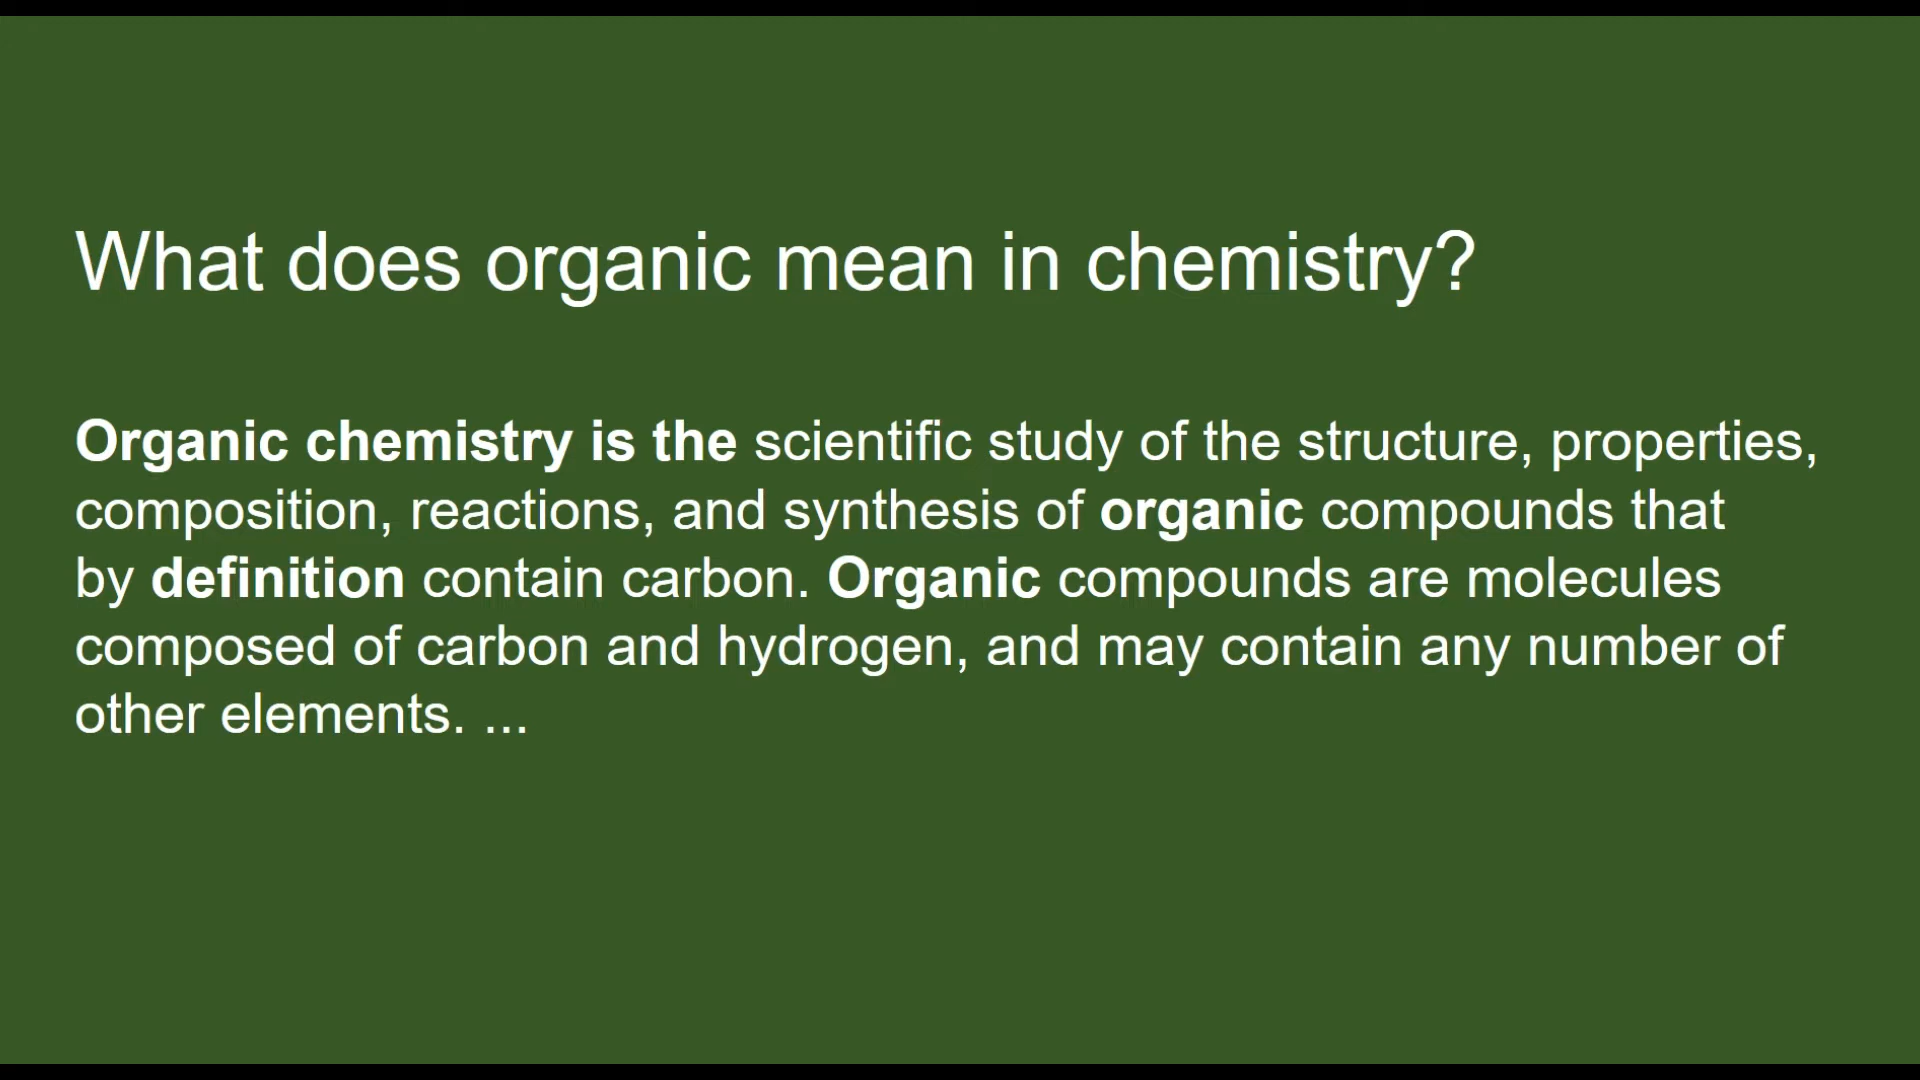 What does organic mean in chemistry?
Organic chemistry is the scientific study of the structure, properties,
composition, reactions, and synthesis of organic compounds that
by definition contain carbon. Organic compounds are molecules
composed of carbon and hydrogen, and may contain any number of
other elements. ...